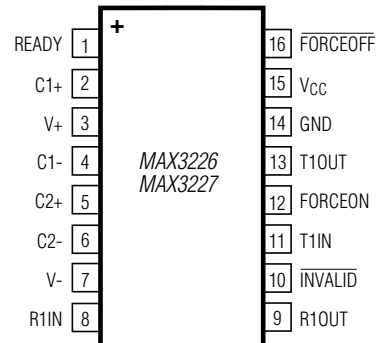 +
READY 1
C1+ 2
V+ 3
C1- 4
C2+ 5
C2- 6
V- 7
R1IN 8
MAX3226
MAX3227
16 FORCEOFF
15 VCC
14 GND
13 T1OUT
12 FORCEON
11 T1IN
10 INVALID
9 R1OUT